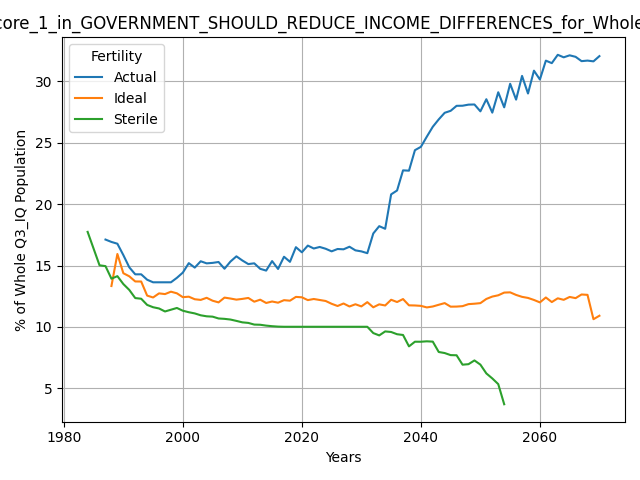 core_1_in_GOVERNMENT_SHOULD_REDUCE_INCOME_DIFFERENCES_for_Whole
Fertility
Actual
Ideal
Sterile
% of Whole Q3_IQ Population
30
25
20
15
10
5
1980 2000 2020 2040 2060
Years